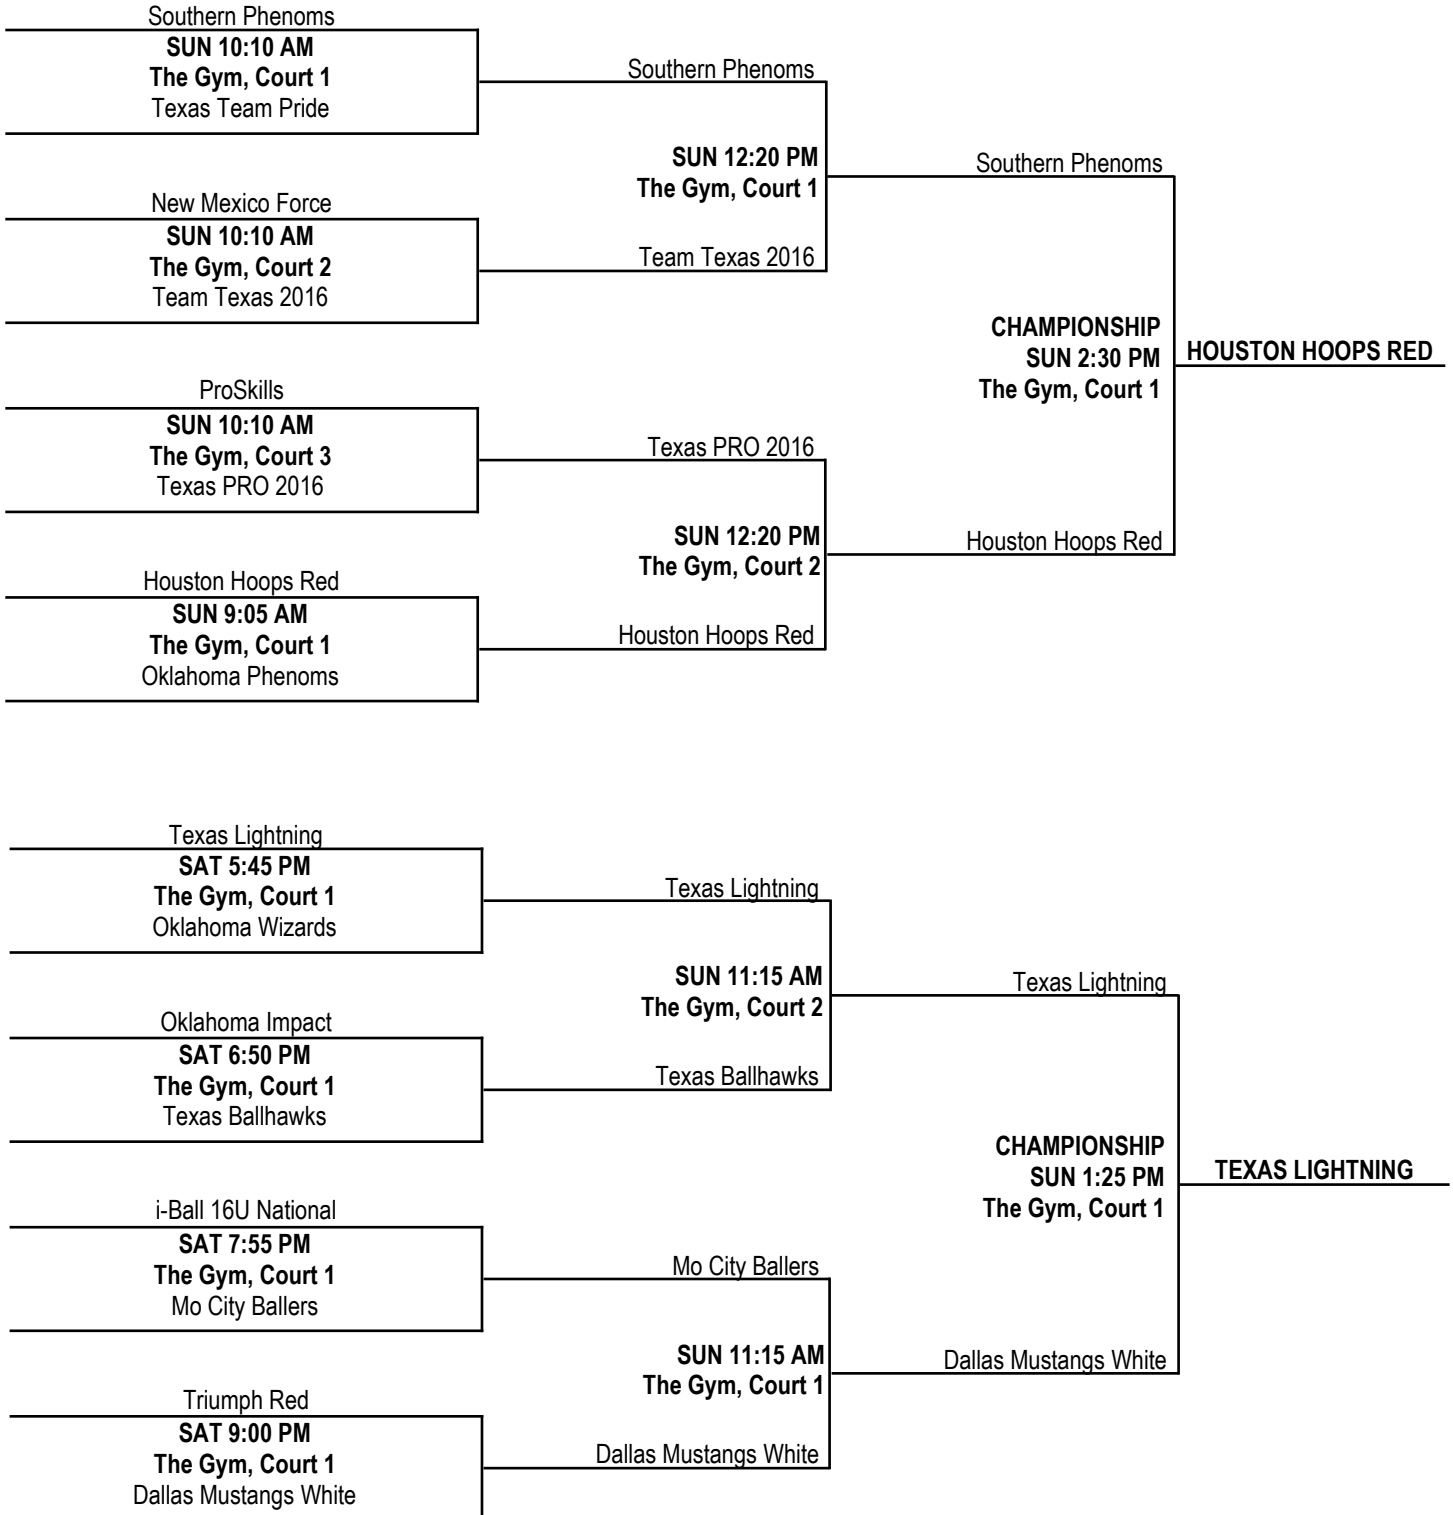 Southern Phenoms
SUN 10:10 AM
The Gym, Court 1
Texas Team Pride
New Mexico Force
SUN 10:10 AM
The Gym, Court 2
Team Texas 2016
ProSkills
SUN 10:10 AM
The Gym, Court 3
Texas PRO 2016
Houston Hoops Red
SUN 9:05 AM
The Gym, Court 1
Oklahoma Phenoms
Southern Phenoms
SUN 12:20 PM
The Gym, Court 1
Team Texas 2016
Texas PRO 2016
SUN 12:20 PM
The Gym, Court 2
Houston Hoops Red
Southern Phenoms
CHAMPIONSHIP
SUN 2:30 PM
The Gym, Court 1
Houston Hoops Red
HOUSTON HOOPS RED
Texas Lightning
SAT 5:45 PM
The Gym, Court 1
Oklahoma Wizards
Oklahoma Impact
SAT 6:50 PM
The Gym, Court 1
Texas Ballhawks
i-Ball 16U National
SAT 7:55 PM
The Gym, Court 1
Mo City Ballers
Triumph Red
SAT 9:00 PM
The Gym, Court 1
Dallas Mustangs White
Texas Lightning
SUN 11:15 AM
The Gym, Court 2
Texas Ballhawks
Mo City Ballers
SUN 11:15 AM
The Gym, Court 1
Dallas Mustangs White
Texas Lightning
CHAMPIONSHIP
SUN 1:25 PM
The Gym, Court 1
Dallas Mustangs White
TEXAS LIGHTNING